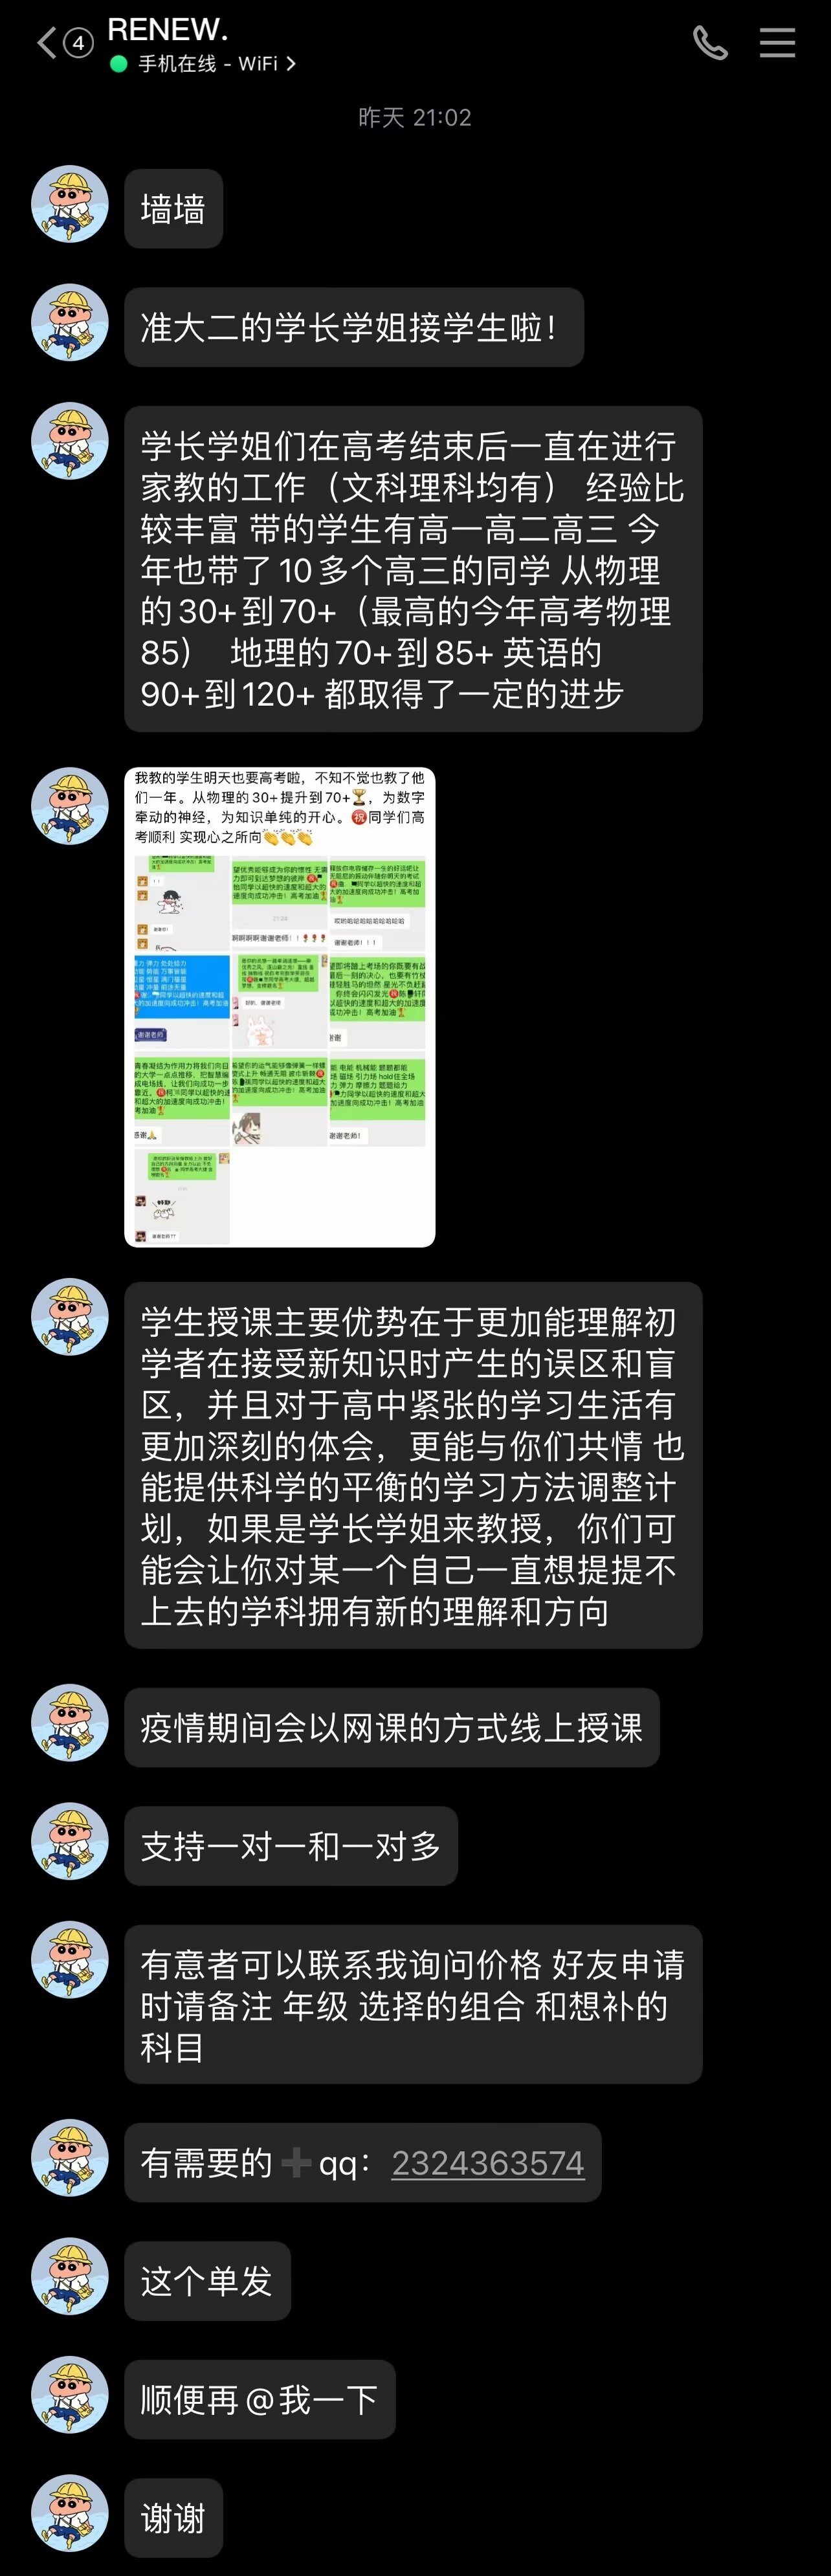 4
RENEW.
手机在线 - WiFi
昨天 21:02
墙墙
准大二的学长学姐接学生啦！
学长学姐们在高考结束后一直在进行
家教的工作（文科理科均有） 经验比
较丰富 带的学生有高一高二高三 今
年也带了10多个高三的同学 从物理
的30+到70+（最高的今年高考物理
85） 地理的70+到85+ 英语的
90+到120+ 都取得了一定的进步
我教的学生明天也要高考啦，不知不觉也教了他
们一年。从物理的30+提升到70+🏆，为数字
牵动的神经，为知识单纯的开心。㊗️同学们高
考顺利 实现心之所向👏👏👏
学生授课主要优势在于更加能理解初
学者在接受新知识时产生的误区和盲
区，并且对于高中紧张的学习生活有
更加深刻的体会，更能与你们共情 也
能提供科学的平衡的学习方法调整计
划，如果是学长学姐来教授，你们可
能会让你对某一个自己一直想提提不
上去的学科拥有新的理解和方向
疫情期间会以网课的方式线上授课
支持一对一和一对多
有意者可以联系我询问价格 好友申请
时请备注 年级 选择的组合 和想补的
科目
有需要的➕qq：2324363574
这个单发
顺便再@我一下
谢谢